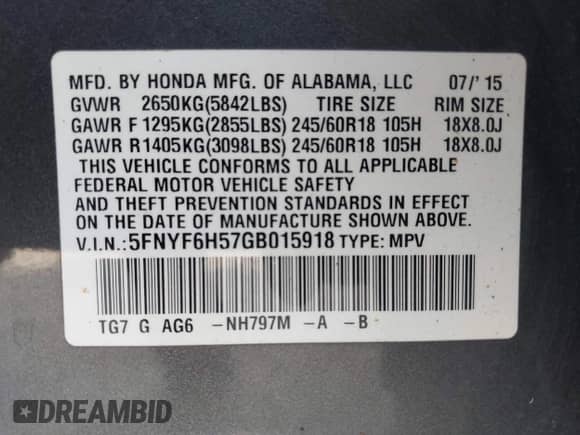 MFD. BY HONDA MFG. OF ALABAMA, LLC 07/' 15
GVWR 2650KG(5842LBS) TIRE SIZE RIM SIZE
GAWR F 1295KG(2855LBS) 245/60R18 105H 18X8.0J
GAWR R 1405KG(3098LBS) 245/60R18 105H 18X8.0J
THIS VEHICLE CONFORMS TO ALL APPLICABLE
FEDERAL MOTOR VEHICLE SAFETY
AND THEFT PREVENTION STANDARDS IN EFFECT
ON THE DATE OF MANUFACTURE SHOWN ABOVE.
V.I.N.: 5FNYF6H57GB015918 TYPE: MPV
TG7 G AG6 -NH797M -A -B
DREAMBID